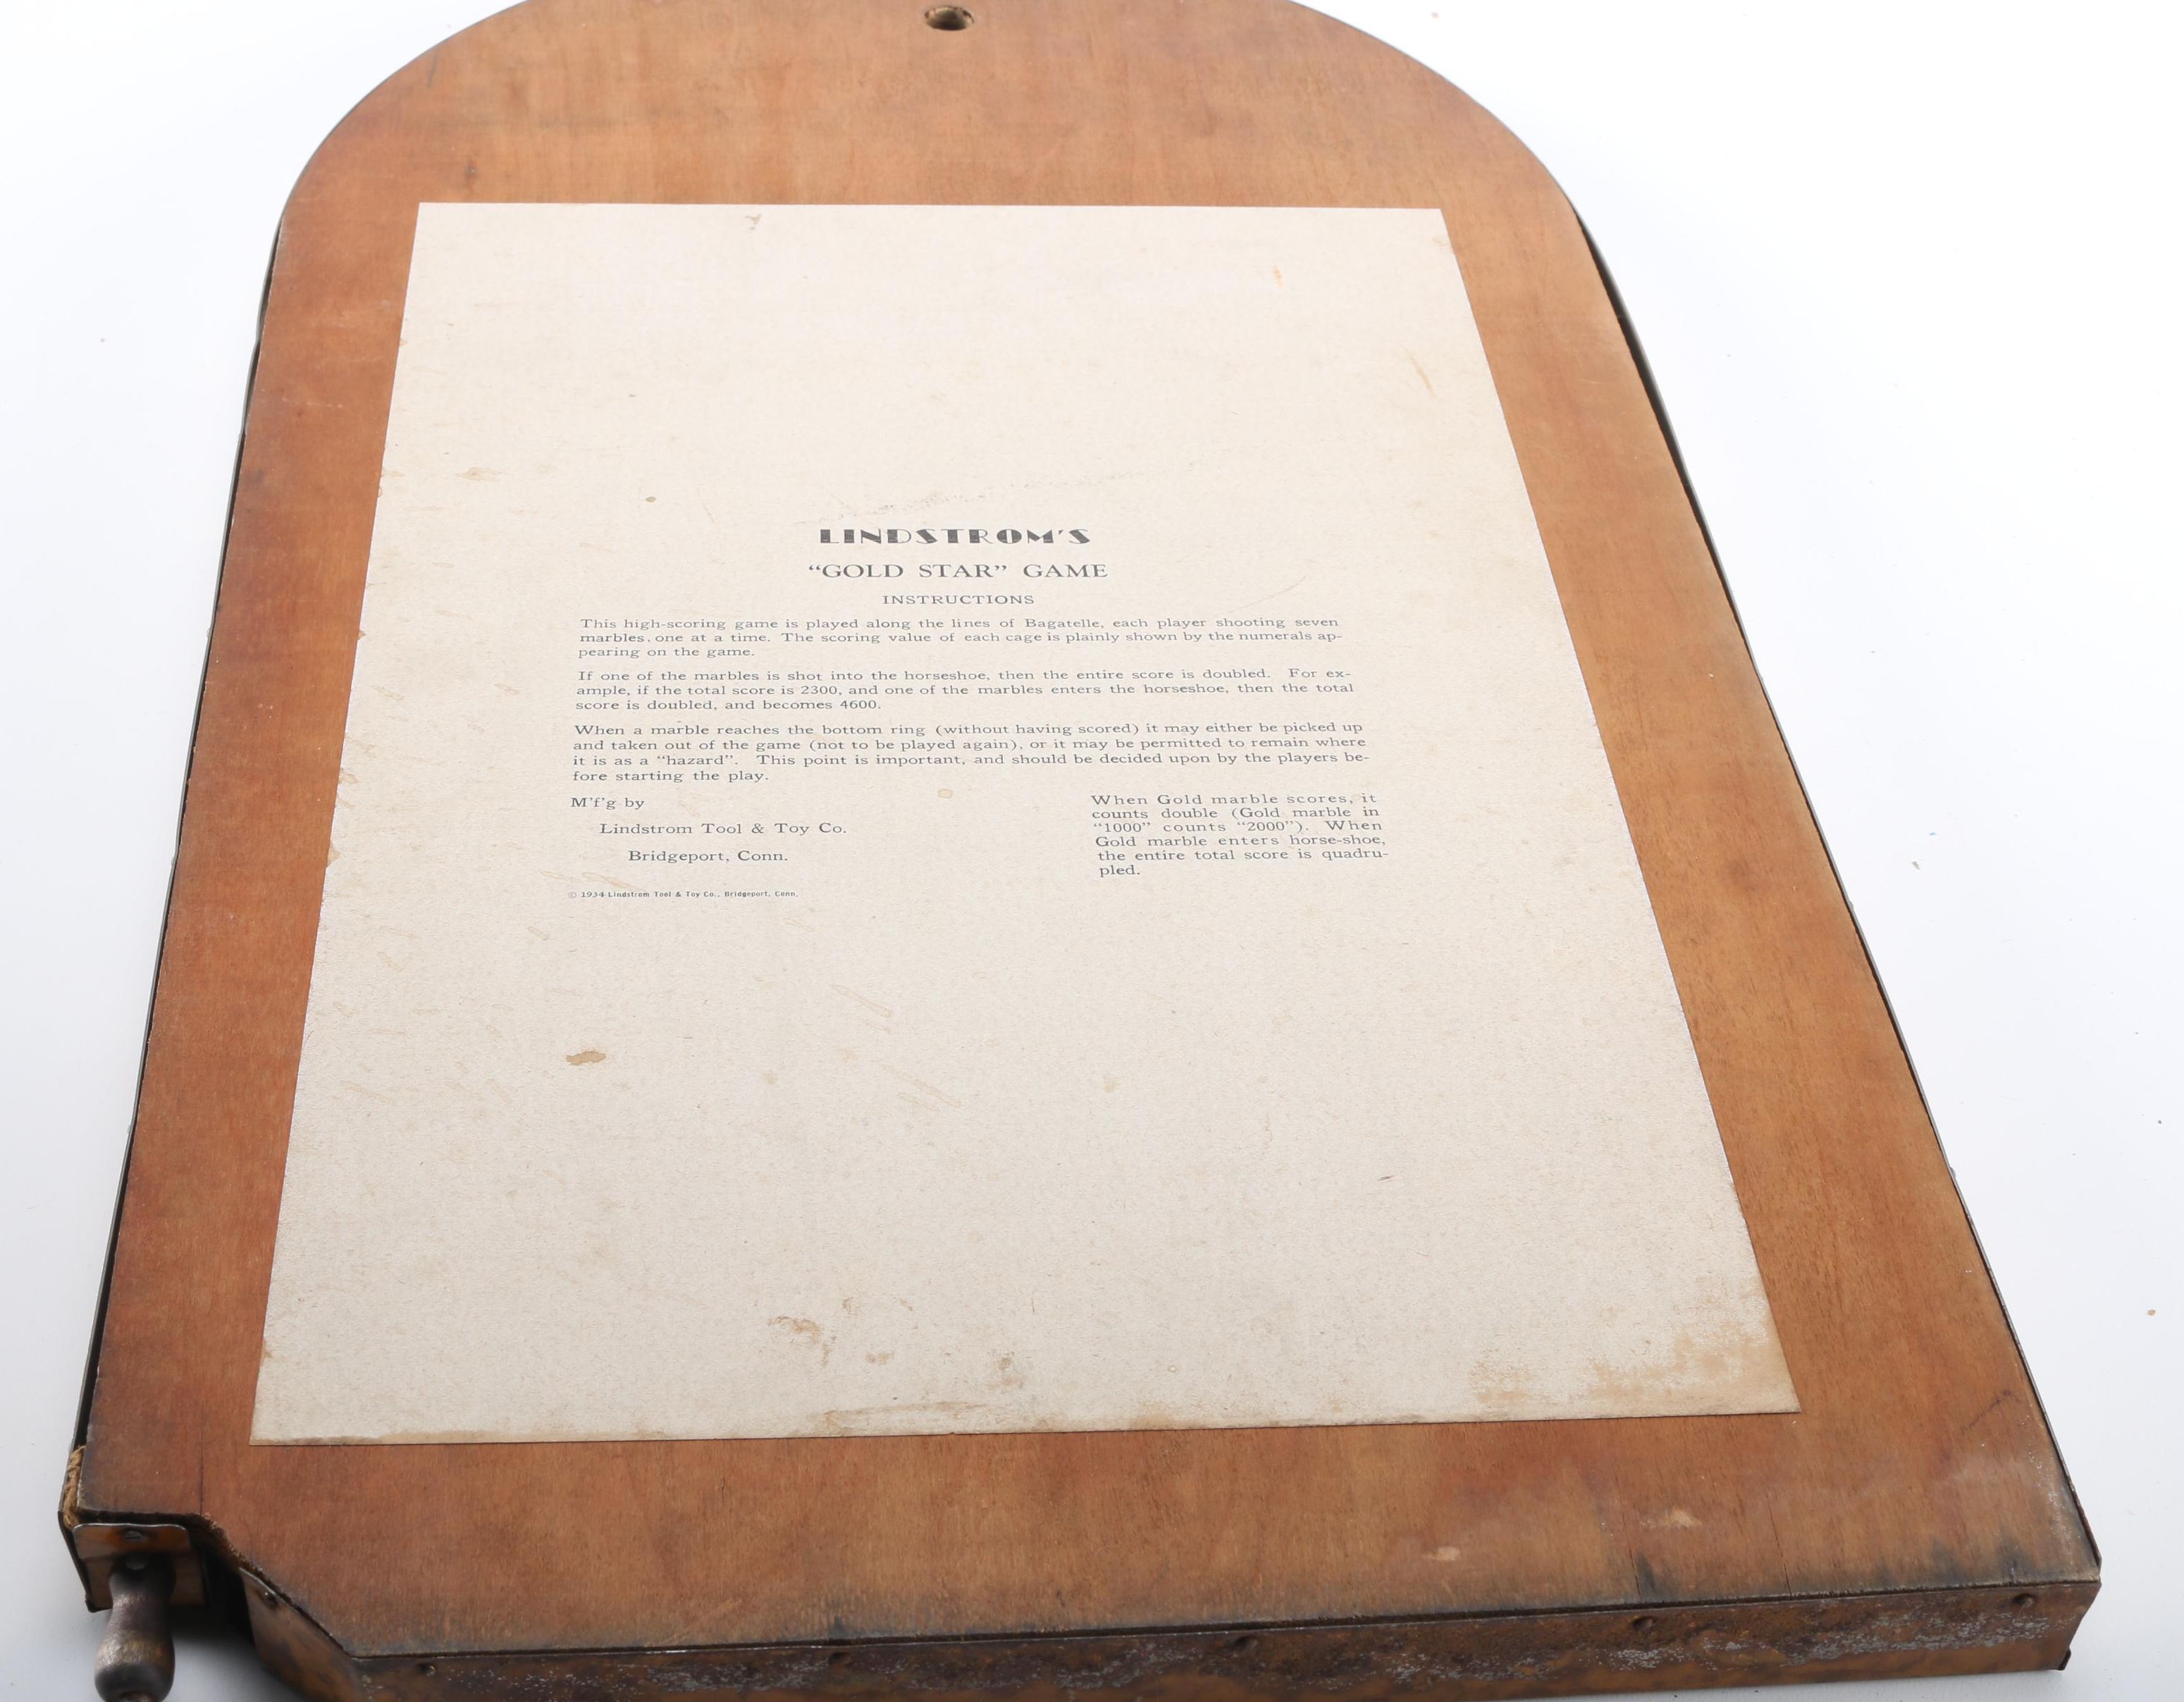 LINDSTROM'S
"GOLD STAR" GAME
INSTRUCTIONS
This high-scoring game is played along the lines of Bagatelle, each player shooting seven
marbles, one at a time. The scoring value of each cage is plainly shown by the numerals ap-
pearing on the game.
If one of the marbles is shot into the horseshoe, then the entire score is doubled. For ex-
ample, if the total score is 2300, and one of the marbles enters the horseshoe, then the total
score is doubled, and becomes 4600.
When a marble reaches the bottom ring (without having scored) it may either be picked up
and taken out of the game (not to be played again), or it may be permitted to remain where
it is as a "hazard". This point is important, and should be decided upon by the players be-
fore starting the play.
M'f'g by
Lindstrom Tool & Toy Co.
Bridgeport, Conn.
© 1934 Lindstrom Tool & Toy Co., Bridgeport, Conn.
When Gold marble scores, it
counts double (Gold marble in
"1000" counts "2000"). When
Gold marble enters horse-shoe,
the entire total score is quadru-
pled.